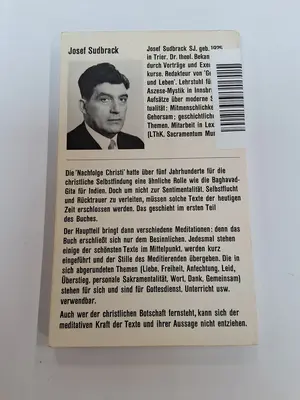 Josef Sudbrack
Josef Sudbrack SJ. geb.
in Trier. Dr. theol. Bekan
durch Vorträge und Exer
kurse. Redakteur von 'Ge
und Leben'. Lehrstuhl für
Aszese-Mystik in Innsbr
Aufsätze über moderne S
tualität: Mitmenschlichke
Gehorsam; geschichtlich
Themen. Mitarbeit in Lex
(LThK, Sacramentum Mu
Die 'Nachfolge Christi' hatte über fünf Jahrhunderte für die
christliche Selbstfindung eine ähnliche Rolle wie die Baghavad-
Gita für Indien. Doch um nicht zur Sentimentalität, Selbstflucht
und Rücktrauer zu verleiten, müssen solche Texte der heutigen
Zeit erschlossen werden. Das geschieht im ersten Teil
des Buches.
Der Hauptteil bringt dann verschiedene Meditationen: denn das
Buch erschließt sich nur dem Besinnlichen. Jedesmal stehen
einige der schönsten Texte im Mittelpunkt, werden kurz
eingeführt und der Stille des Meditierenden übergeben. Die in
sich abgerundeten Themen (Liebe, Freiheit, Anfechtung, Leid,
Überstieg, personale Sakramentalität, Wort, Dank, Gemeinsam)
stehen für sich und sind für Gottesdienst, Unterricht usw.
verwendbar.
Auch wer der christlichen Botschaft fernsteht, kann sich der
meditativen Kraft der Texte und ihrer Aussage nicht entziehen.